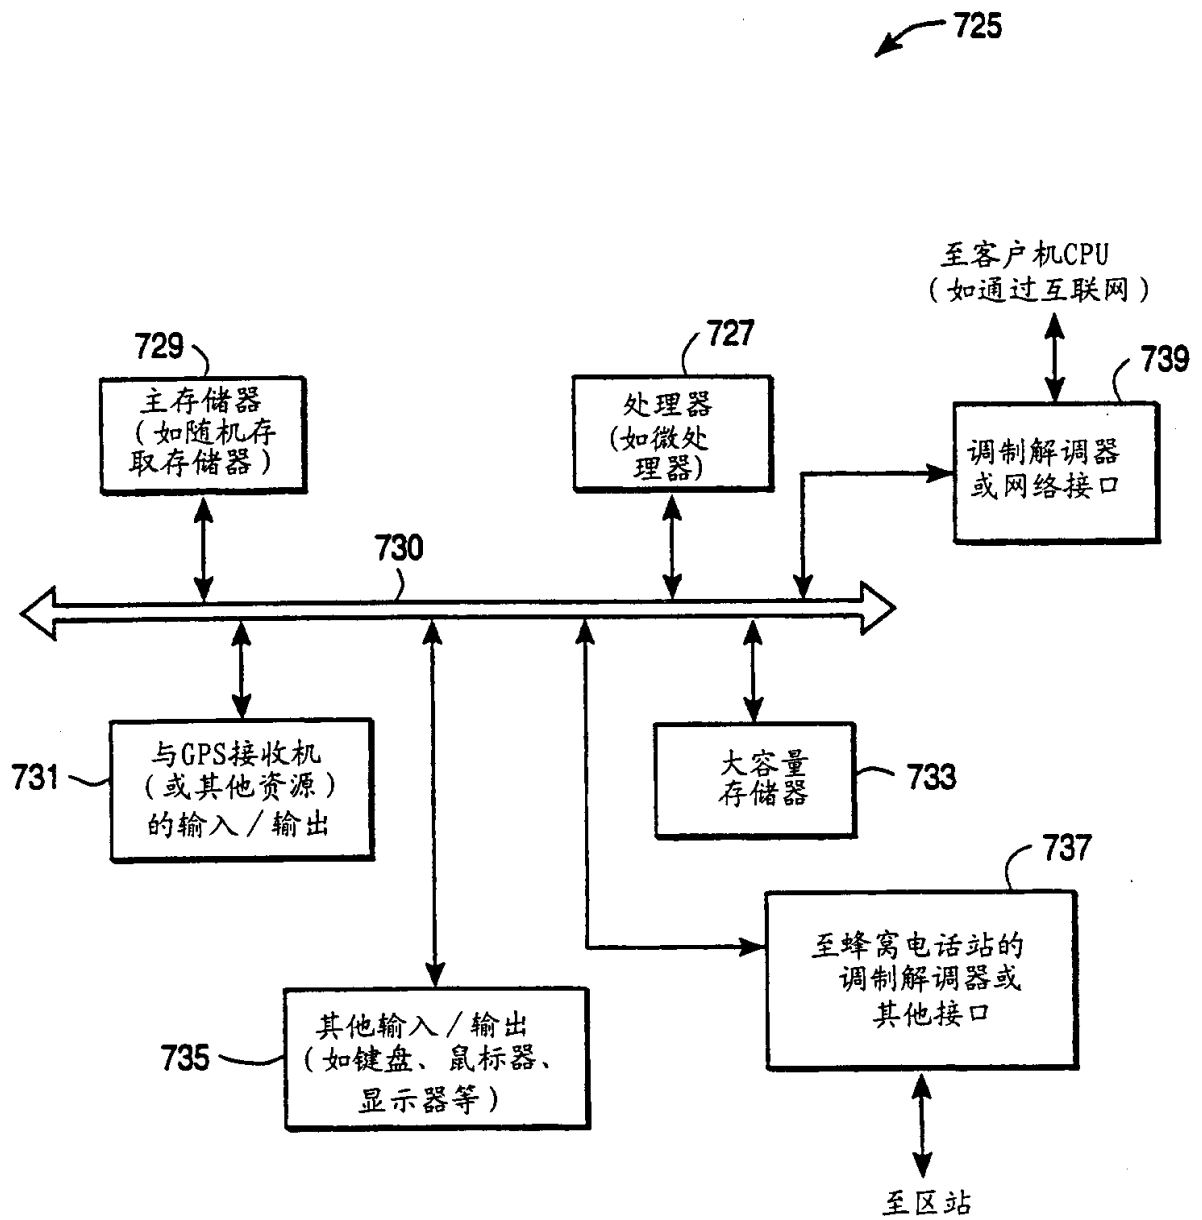 725
至客户机CPU
(如通过互联网)
729
727
739
主存储器
(如随机存
取存储器)
处理器
(如微处
理器)
调制解调器
或网络接口
730
731
与GPS接收机
(或其他资源)
的输入/输出
大容量
存储器
733
737
至蜂窝电话站的
调制解调器或
其他接口
735
其他输入/输出
(如键盘、鼠标器、
显示器等)
至区站